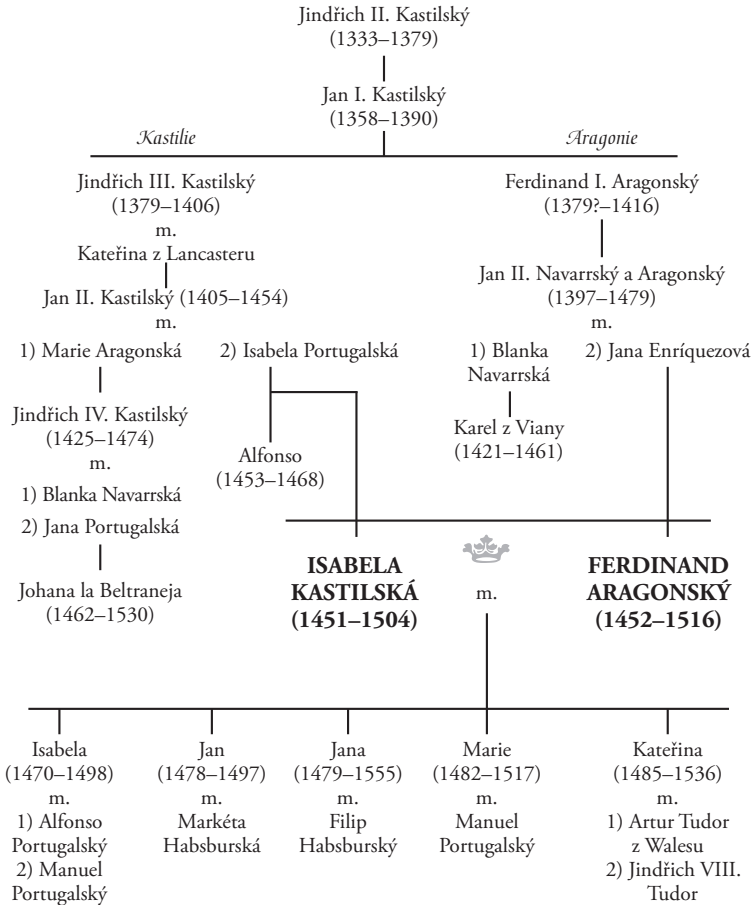 Jindřich II. Kastilský
(1333–1379)
Jan I. Kastilský
(1358–1390)
Kastilie
Aragonie
Jindřich III. Kastilský
(1379–1406)
m.
Kateřina z Lancasteru
Jan II. Kastilský (1405–1454)
m.
1) Marie Aragonská
2) Isabela Portugalská
Jindřich IV. Kastilský
(1425–1474)
m.
1) Blanka Navarrská
2) Jana Portugalská
Johana la Beltraneja
(1462–1530)
Alfonso
(1453–1468)
Ferdinand I. Aragonský
(1379?–1416)
Jan II. Navarrský a Aragonský
(1397–1479)
m.
1) Blanka
Navarrská
2) Jana Enríquezová
Karel z Viany
(1421–1461)
ISABELA
KASTILSKÁ
(1451–1504)
m.
FERDINAND
ARAGONSKÝ
(1452–1516)
Isabela
(1470–1498)
m.
1) Alfonso
Portugalský
2) Manuel
Portugalský
Jan
(1478–1497)
m.
Markéta
Habsburská
Jana
(1479–1555)
m.
Filip
Habsburský
Marie
(1482–1517)
m.
Manuel
Portugalský
Kateřina
(1485–1536)
m.
1) Artur Tudor
z Walesu
2) Jindřich VIII.
Tudor